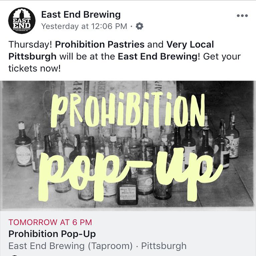 EAST END
East End Brewing
Yesterday at 12:06 PM ·
Thursday! Prohibition Pastries and Very Local
Pittsburgh will be at the East End Brewing! Get your
tickets now!
PROHIBITION
pop-up
TOMORROW AT 6 PM
Prohibition Pop-Up
East End Brewing (Taproom) · Pittsburgh